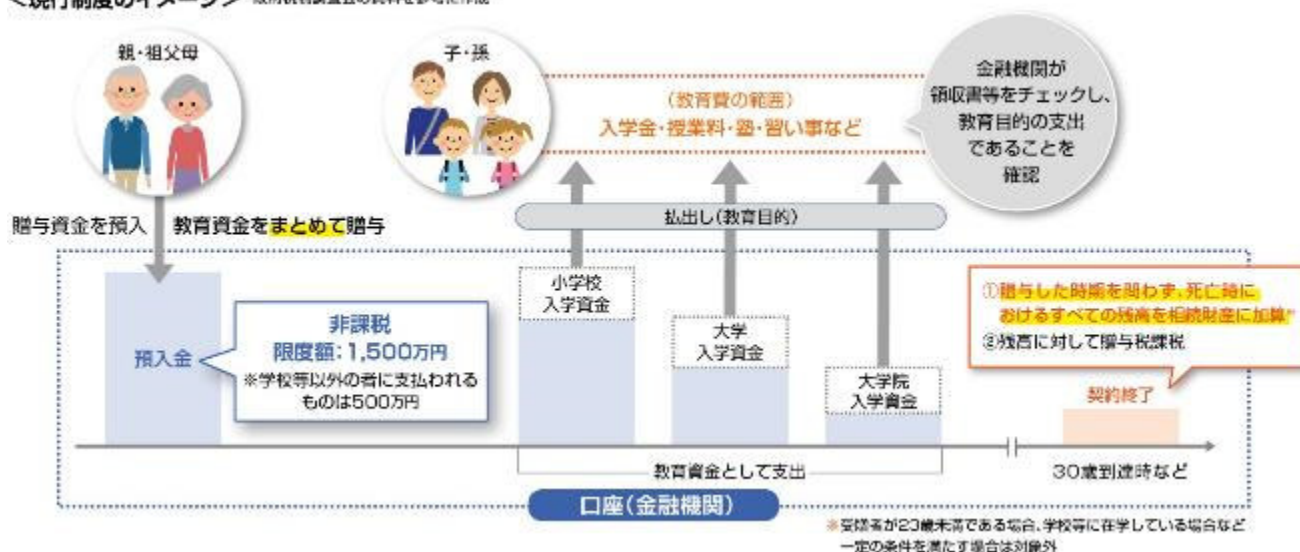 ＜現行制度のイメージ＞
親・祖父母
子・孫
（教育費の範囲）
入学金・授業料・塾・習い事など
金融機関が
領収書等をチェックし、
教育目的の支出
であることを
確認
払出し（教育目的）
贈与資金を預入
教育資金をまとめて贈与
預入金
非課税
限度額：1,500万円
※学校等以外の者に支払われる
ものは500万円
小学校
入学資金
大学
入学資金
大学院
入学資金
①贈与した時期を問わず、死亡時に
おけるすべての残高を相続財産に加算※
②残高に対して贈与税課税
契約終了
教育資金として支出
30歳到達時など
口座（金融機関）
※受贈者が23歳未満である場合、学校等に在学している場合など
一定の条件を満たす場合は対象外